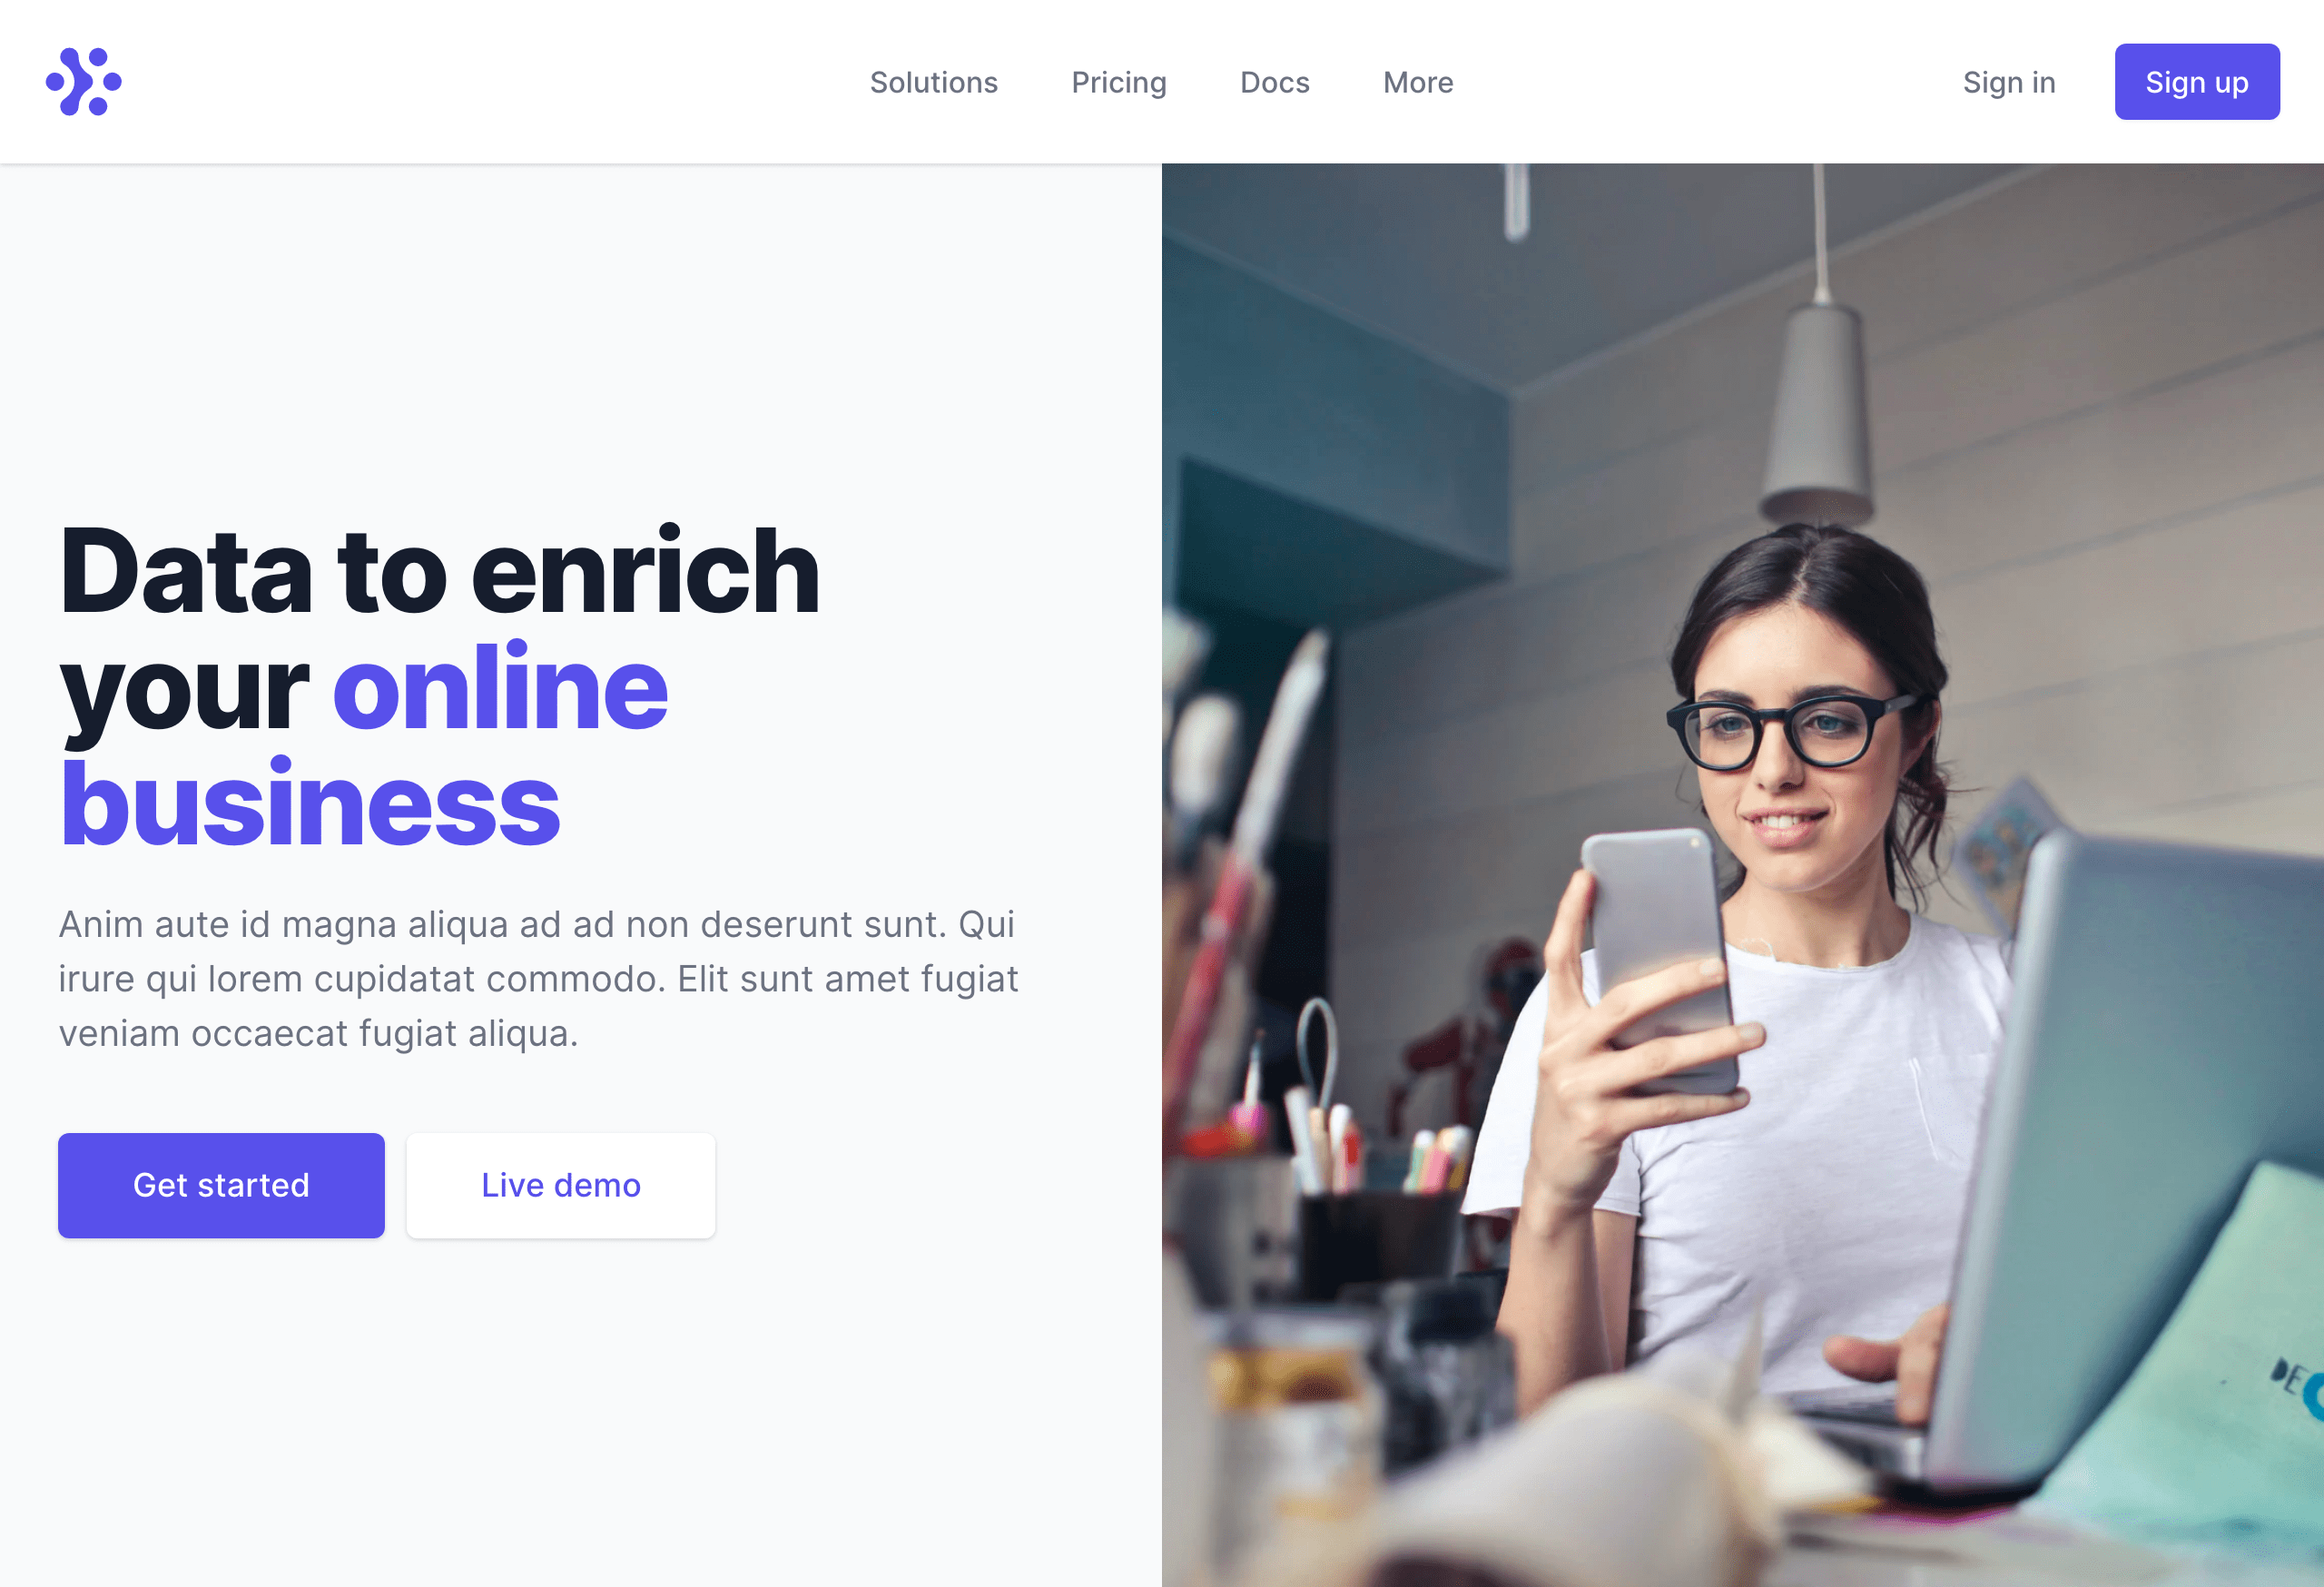 Solutions Pricing Docs More Sign in Sign up
Data to enrich
your online
business
Anim aute id magna aliqua ad ad non deserunt sunt. Qui
irure qui lorem cupidatat commodo. Elit sunt amet fugiat
veniam occaecat fugiat aliqua.
Get started Live demo